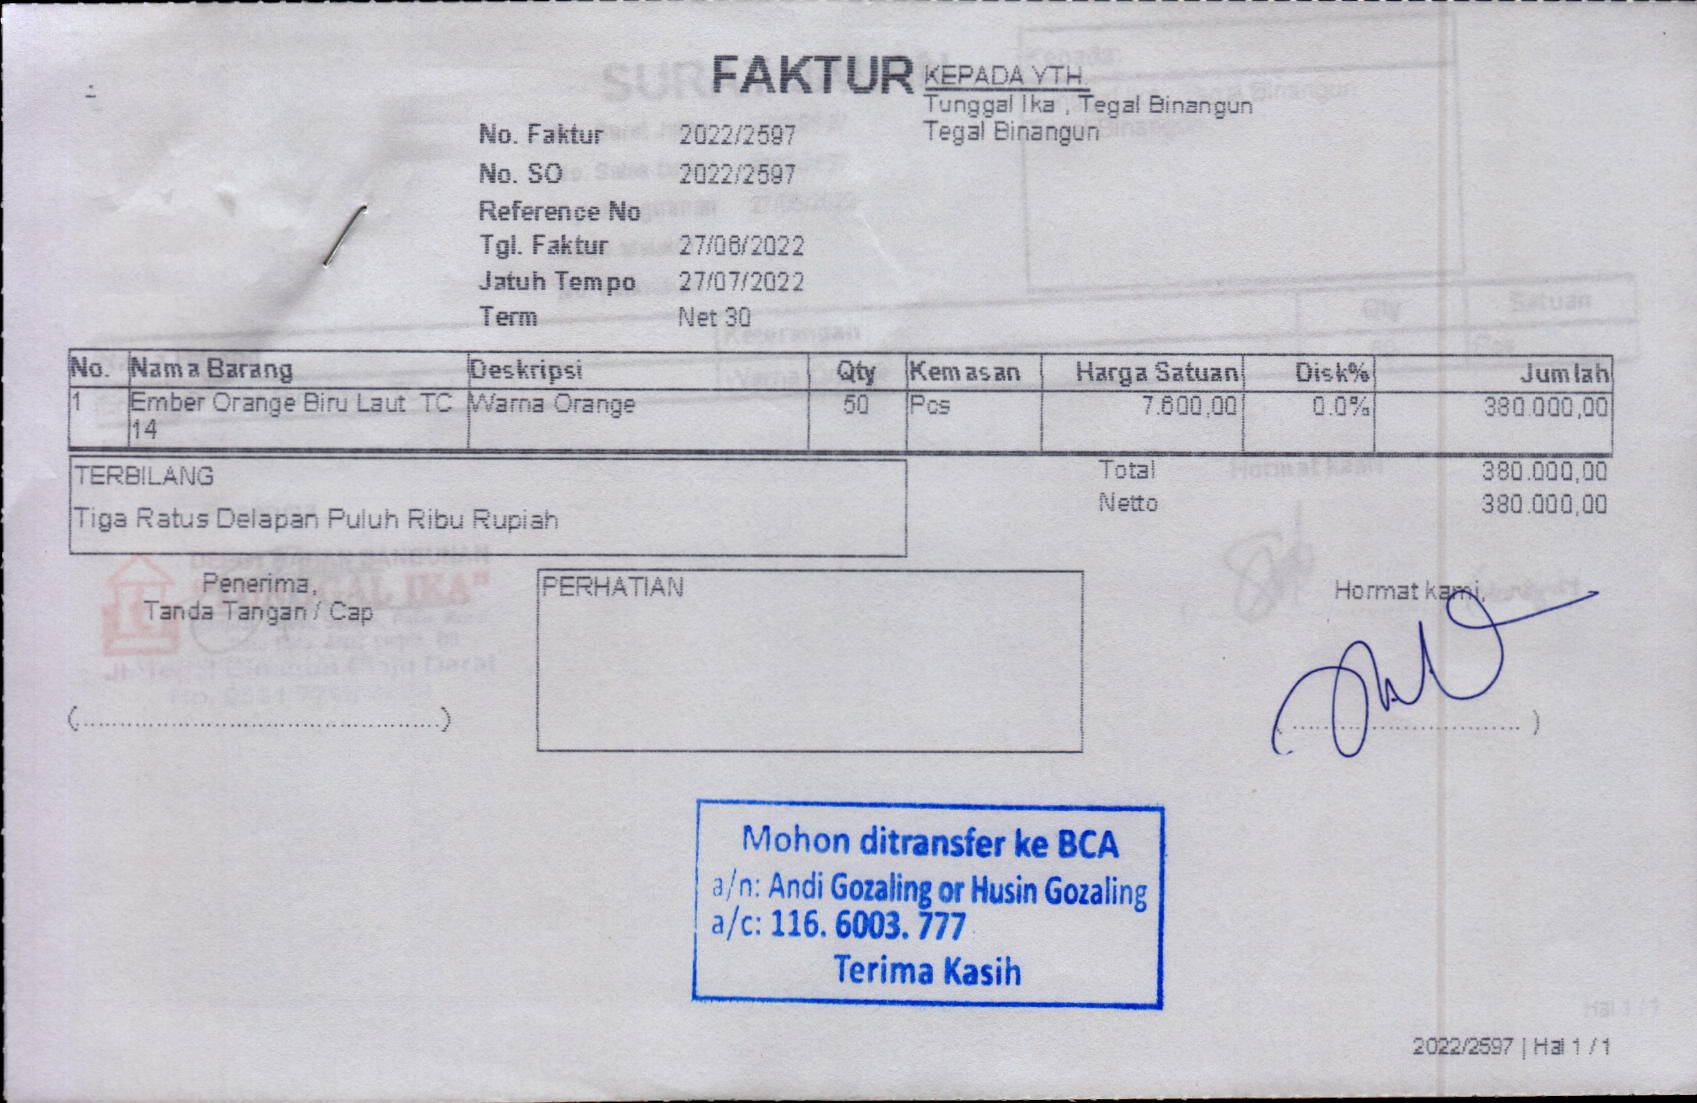 FAKTUR
KEPADA YTH.
Tunggal Ika , Tegal Binangun
Tegal Binangun
No. Faktur 2022/2597
No. SO 2022/2597
Reference No
Tgl. Faktur 27/06/2022
Jatuh Tempo 27/07/2022
Term Net 30
No. Nama Barang Deskripsi Qty Kemasan Harga Satuan Disk% Jumlah
1 Ember Orange Biru Laut TC Warna Orange 50 Pcs 7.600,00 0.0% 380.000,00
14
TERBILANG
Tiga Ratus Delapan Puluh Ribu Rupiah
Total 380.000,00
Netto 380.000,00
Penerima,
Tanda Tangan / Cap
(..........................................)
PERHATIAN
Hormat kami,
(.............................. )
Mohon ditransfer ke BCA
a/n: Andi Gozaling or Husin Gozaling
a/c: 116. 6003. 777
Terima Kasih
2022/2597 | Hal 1 / 1